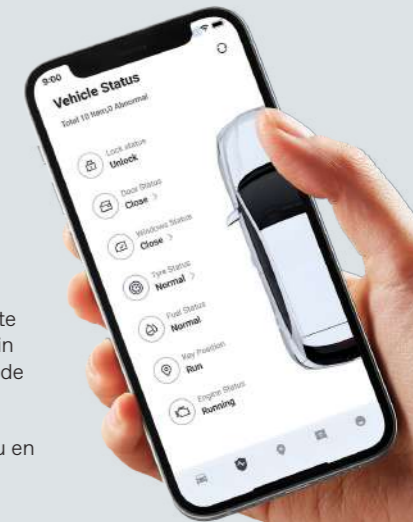 9:00
Vehicle Status
Total 10 Item,0 Abnormal
Lock status
Unlock
Door Status
Close >
Windows Status
Close >
Tyre Status
Normal >
Fuel Status
Normal
Key Position
Run
Engine Status
Running
te
in
de
u en